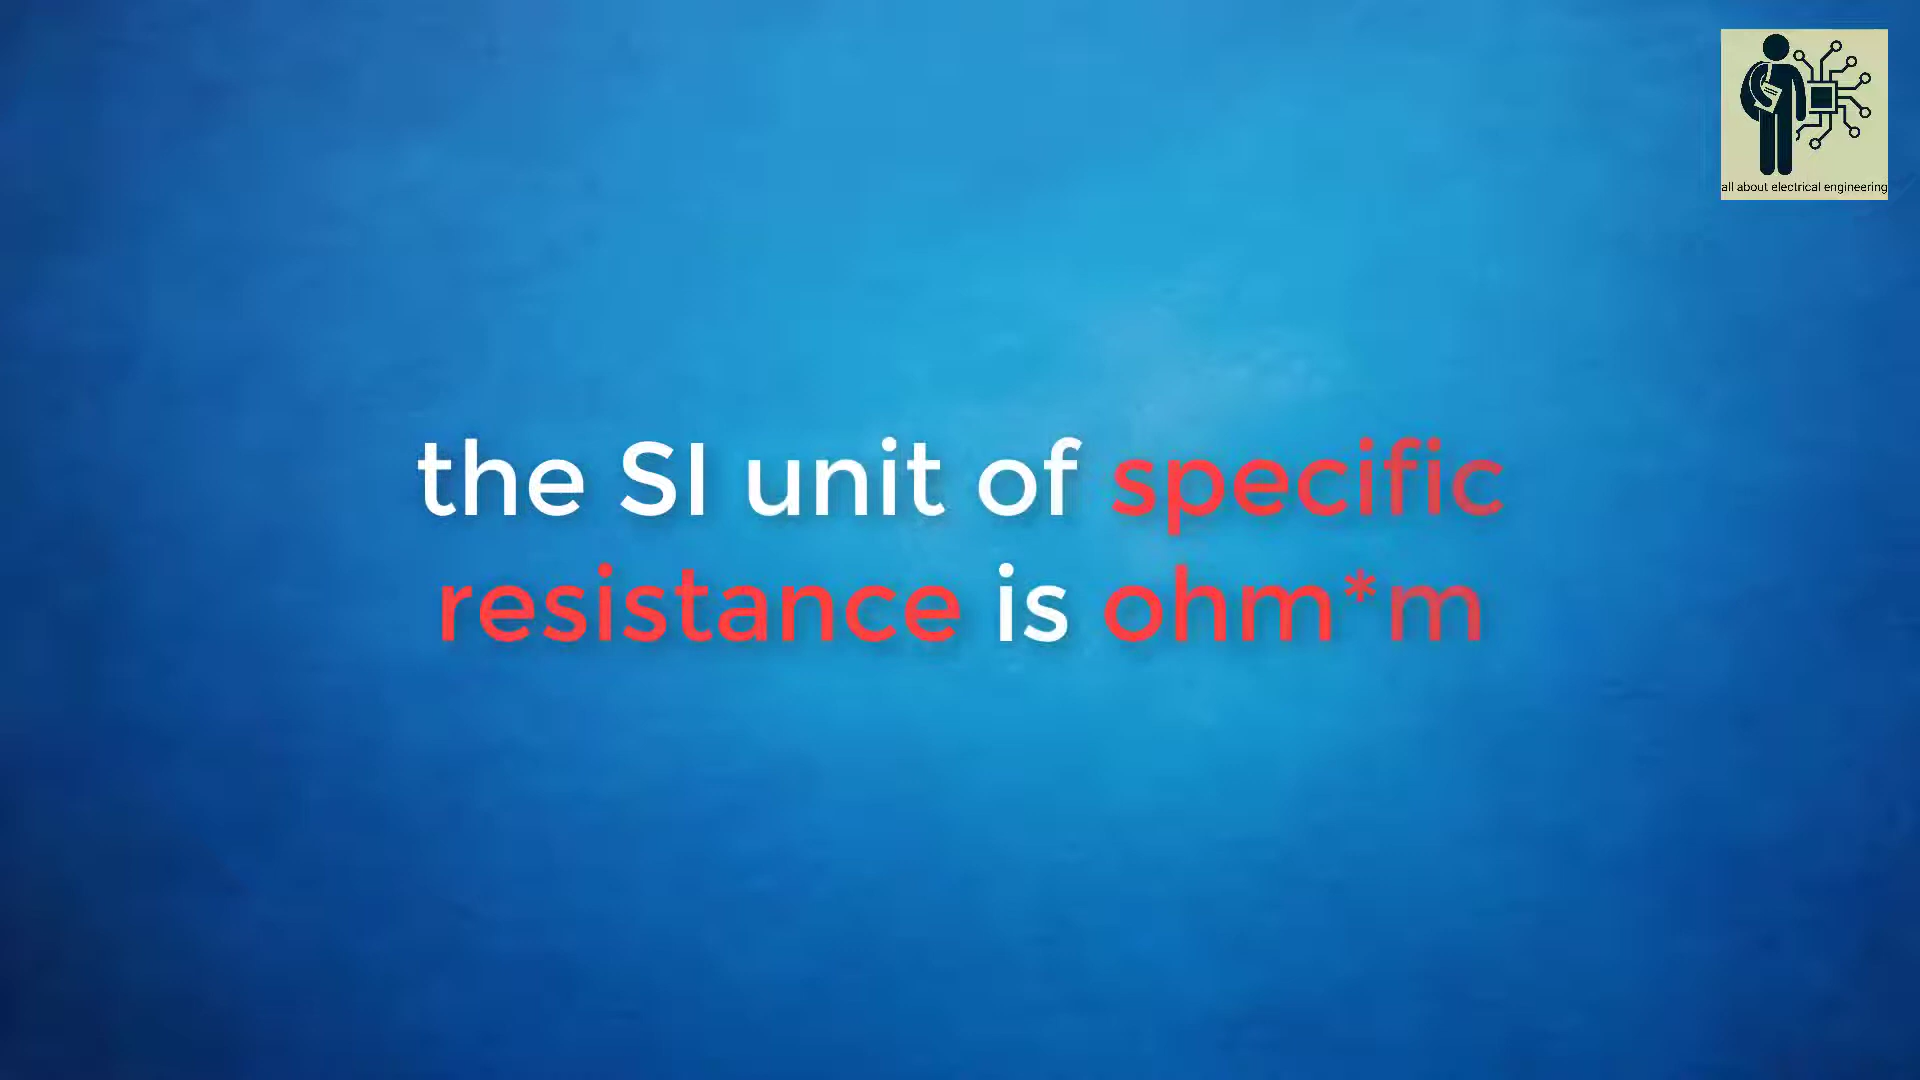 all about electrical engineering
the SI unit of specific
resistance is ohm*m